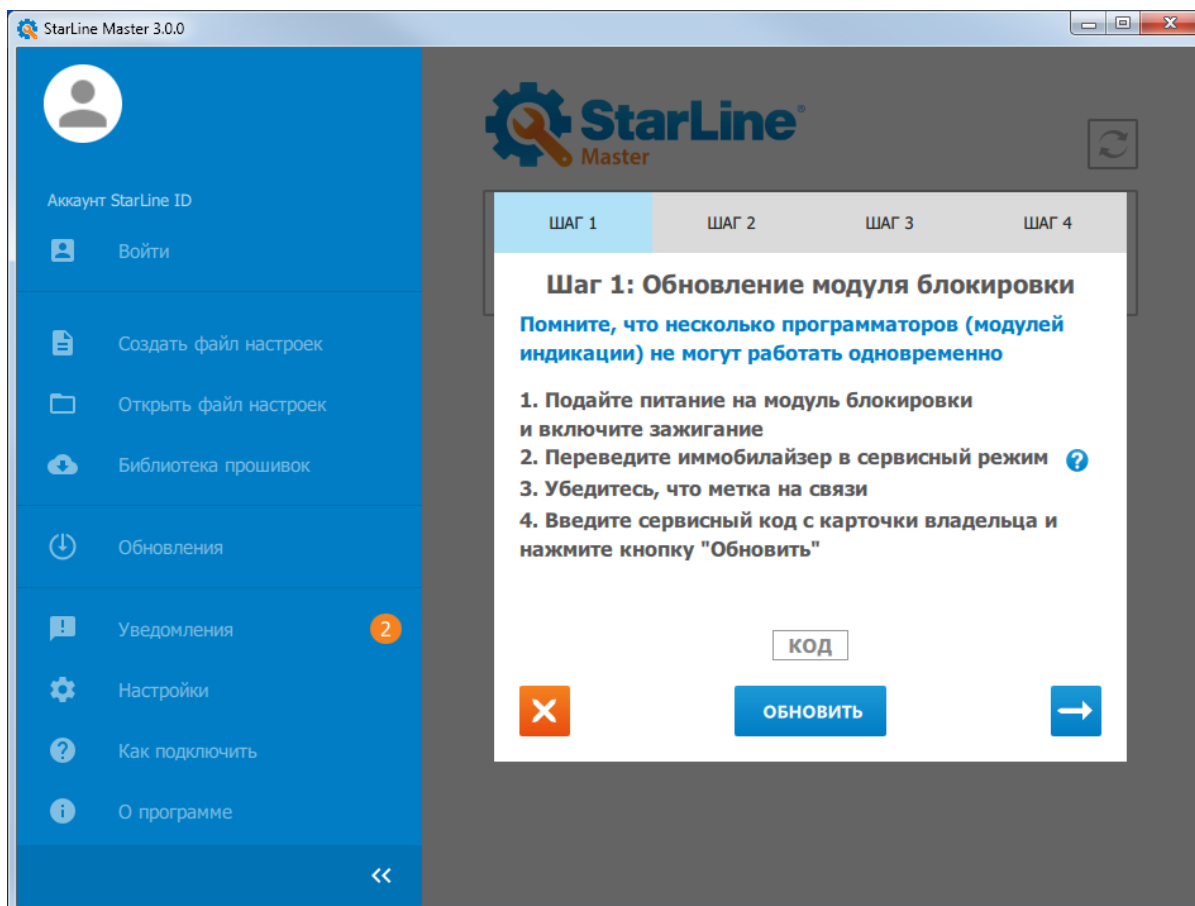 StarLine Master 3.0.0
Аккаунт StarLine ID
Войти
Создать файл настроек
Открыть файл настроек
Библиотека прошивок
Обновления
Уведомления 2
Настройки
Как подключить
О программе
StarLine®
Master
ШАГ 1 ШАГ 2 ШАГ 3 ШАГ 4
Шаг 1: Обновление модуля блокировки
Помните, что несколько программаторов (модулей
индикации) не могут работать одновременно
1. Подайте питание на модуль блокировки
и включите зажигание
2. Переведите иммобилайзер в сервисный режим ?
3. Убедитесь, что метка на связи
4. Введите сервисный код с карточки владельца и
нажмите кнопку "Обновить"
КОД
ОБНОВИТЬ